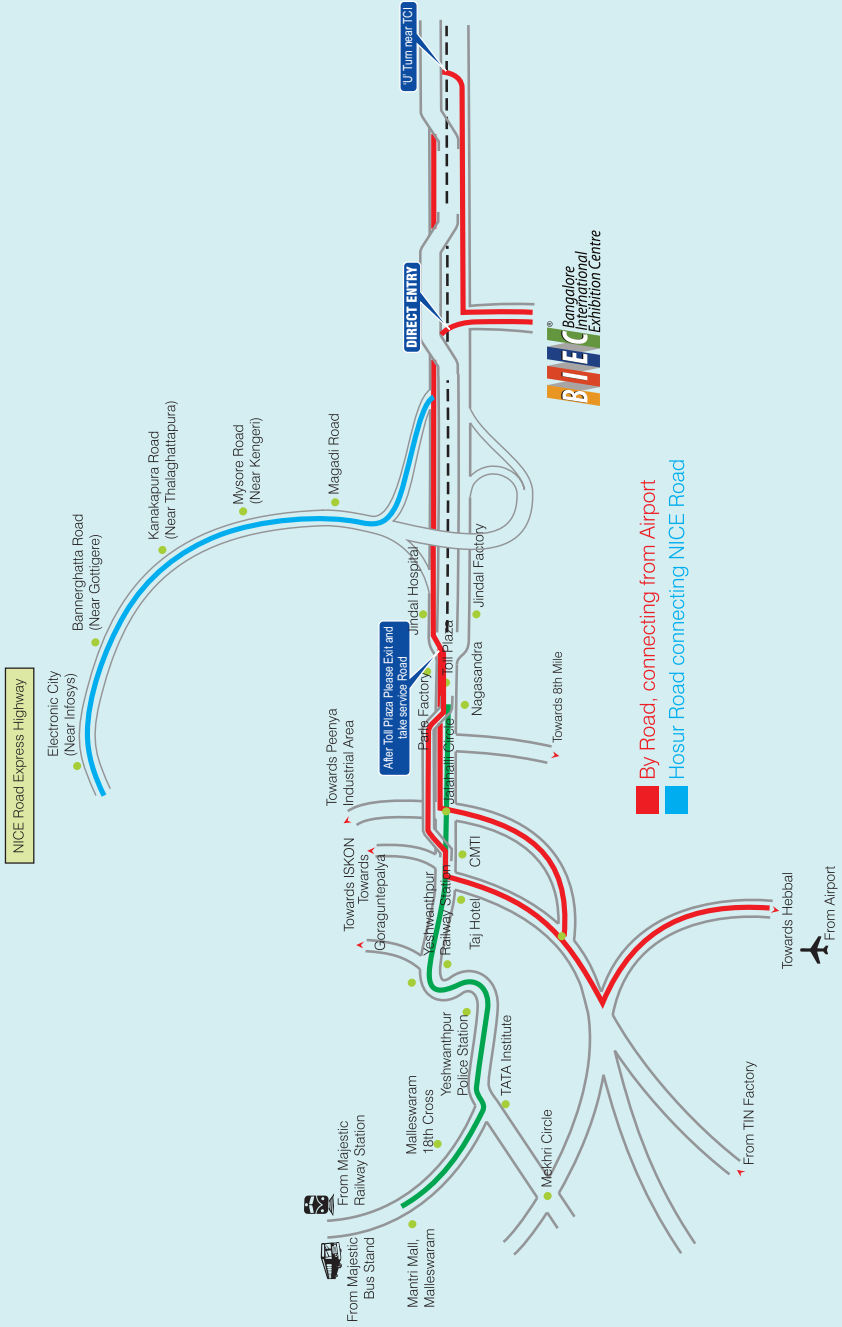 NICE Road Express Highway
Electronic City
(Near Infosys)
Bannerghatta Road
(Near Gottigere)
Kanakapura Road
(Near Thalaghattapura)
Mysore Road
(Near Kengeri)
Magadi Road
From Majestic
Railway Station
From Majestic
Bus Stand
Mantri Mall,
Malleswaram
Malleswaram
18th Cross
Yeshwanthpur
Police Station
TATA Institute
Mekhri Circle
Towards ISKON
Towards
Goraguntepalya
Yeshwanthpur
Railway Station
Taj Hotel
CMTI
Towards Peenya
Industrial Area
Jalahalli Circle
Parle Factory
Toll Plaza
Nagasandra
After Toll Plaza Please Exit and
take service Road
Jindal Hospital
Jindal Factory
DIRECT ENTRY
'U' Turn near TCI
Towards 8th Mile
BIEC®
Bangalore
International
Exhibition Centre
By Road, connecting from Airport
Hosur Road connecting NICE Road
Towards Hebbal
From Airport
From TIN Factory